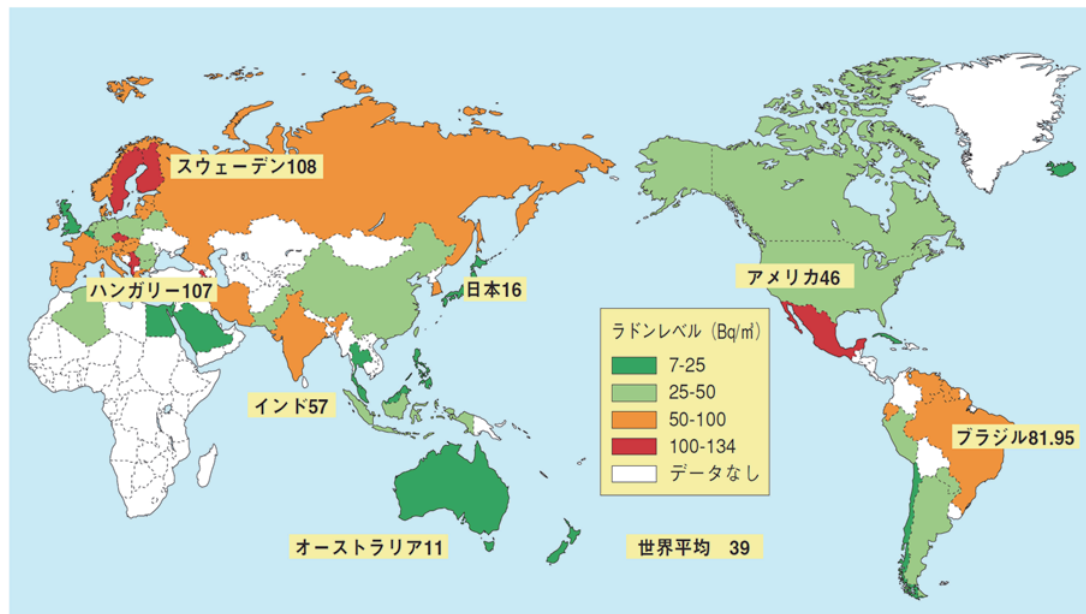 スウェーデン108
ハンガリー107
日本16
アメリカ46
インド57
ブラジル81.95
オーストラリア11
世界平均 39
ラドンレベル（Bq/㎥）
7-25
25-50
50-100
100-134
データなし